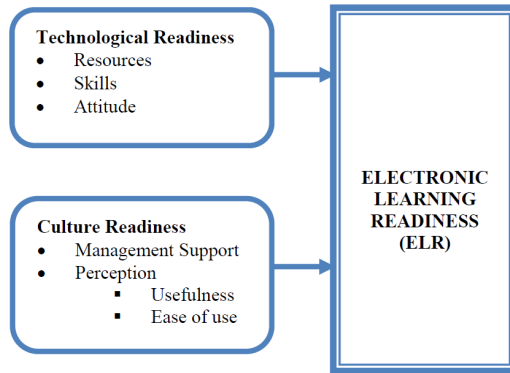 Technological Readiness
• Resources
• Skills
• Attitude
Culture Readiness
• Management Support
• Perception
▪ Usefulness
▪ Ease of use
ELECTRONIC
LEARNING
READINESS
(ELR)